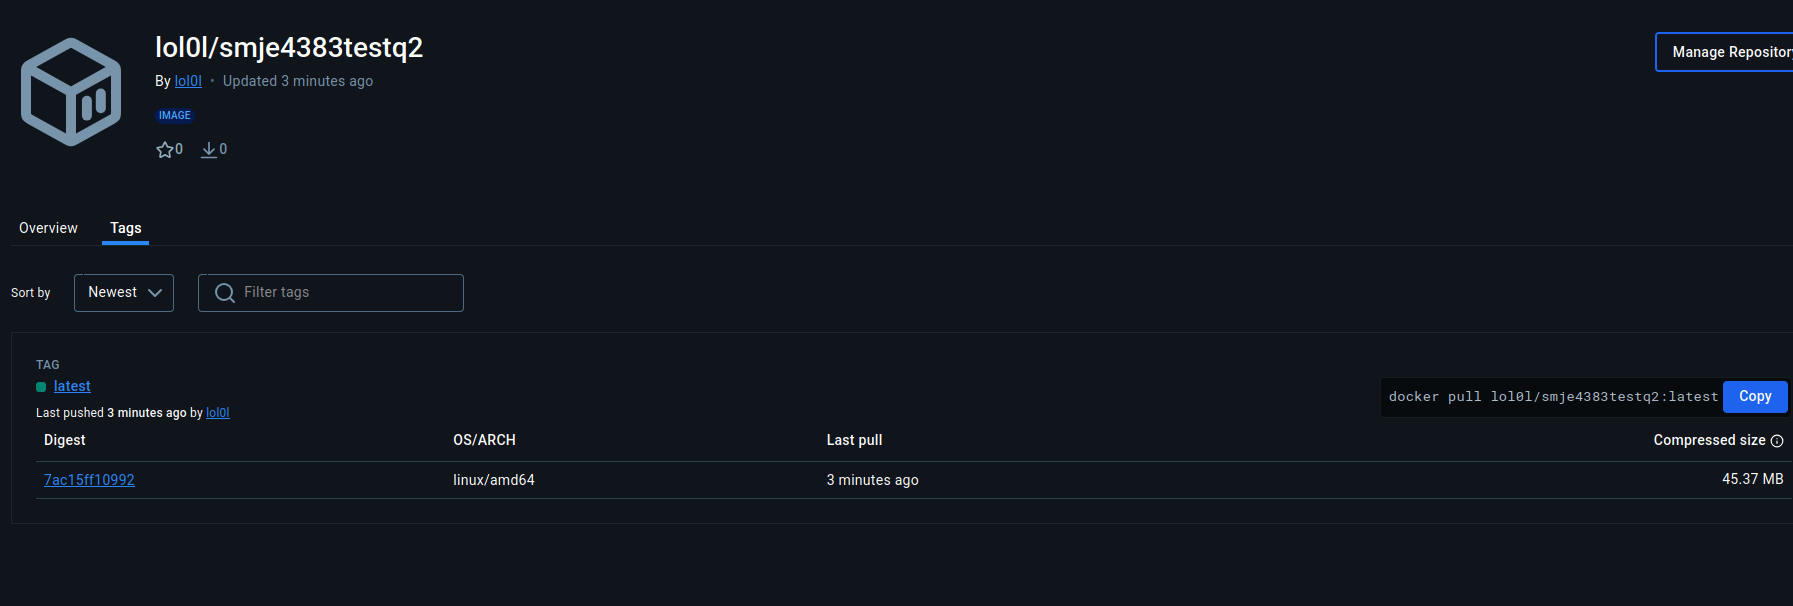 lol0l/smje4383testq2
Manage Repository
By lol0l • Updated 3 minutes ago
IMAGE
0 0
Overview Tags
Sort by Newest Filter tags
TAG
latest
docker pull lol0l/smje4383testq2:latest Copy
Last pushed 3 minutes ago by lol0l
Digest OS/ARCH Last pull Compressed size
7ac15ff10992 linux/amd64 3 minutes ago 45.37 MB